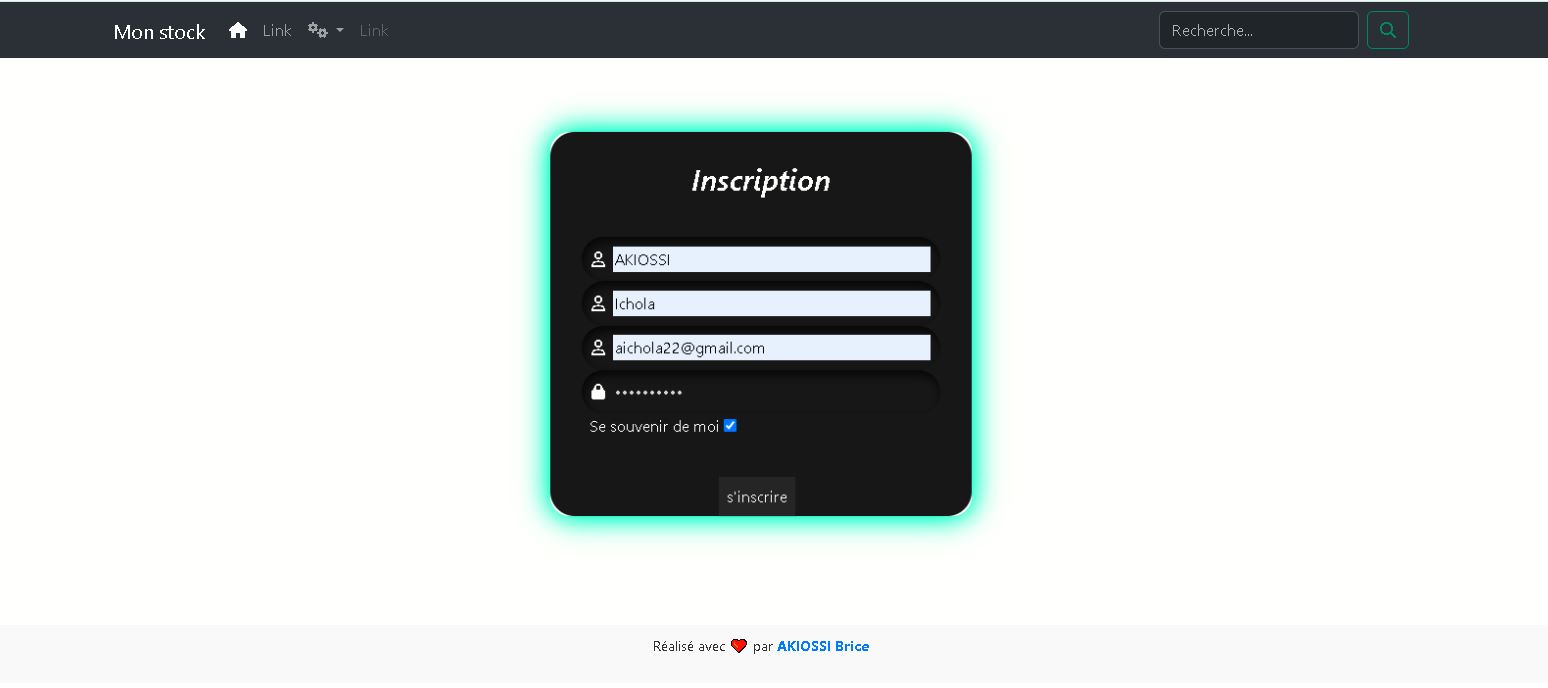 Mon stock Link Link Recherche...
Inscription
AKIOSSI
Ichola
aichola22@gmail.com
••••••••••
Se souvenir de moi
s'inscrire
Réalisé avec ❤ par AKIOSSI Brice